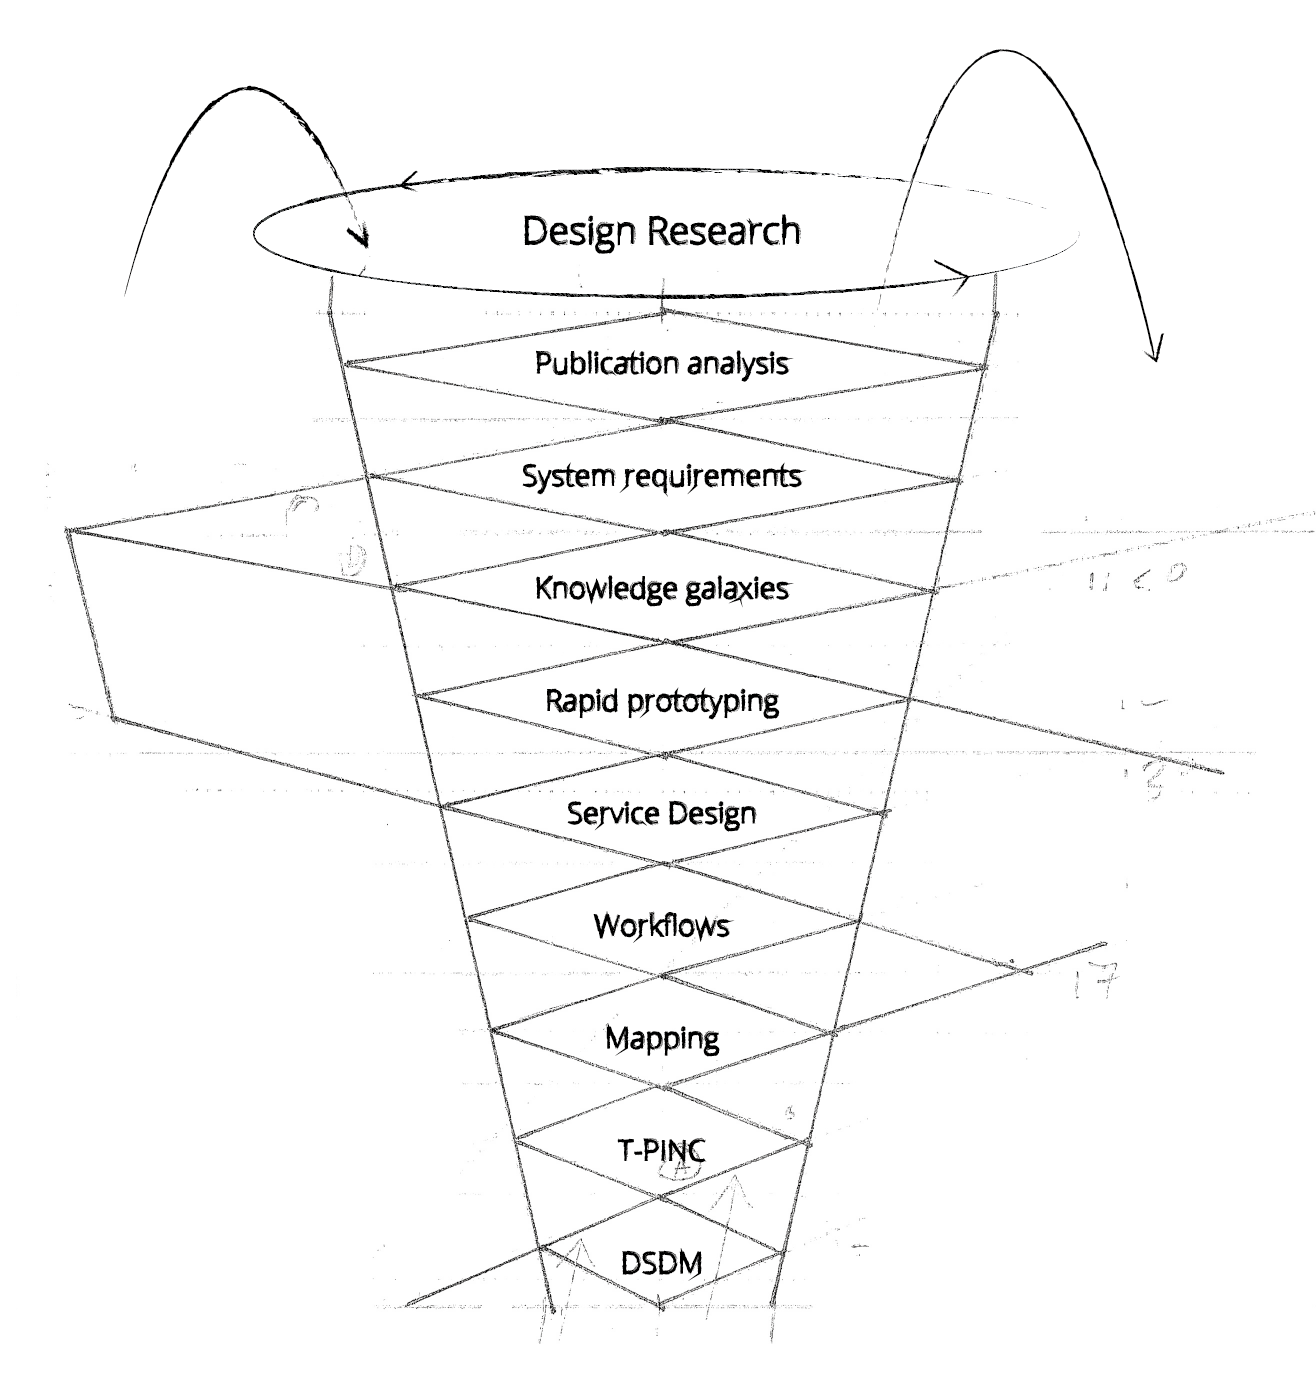 Design Research
Publication analysis
System requirements
Knowledge galaxies
Rapid prototyping
Service Design
Workflows
17
Mapping
T-PINC
A
DSDM